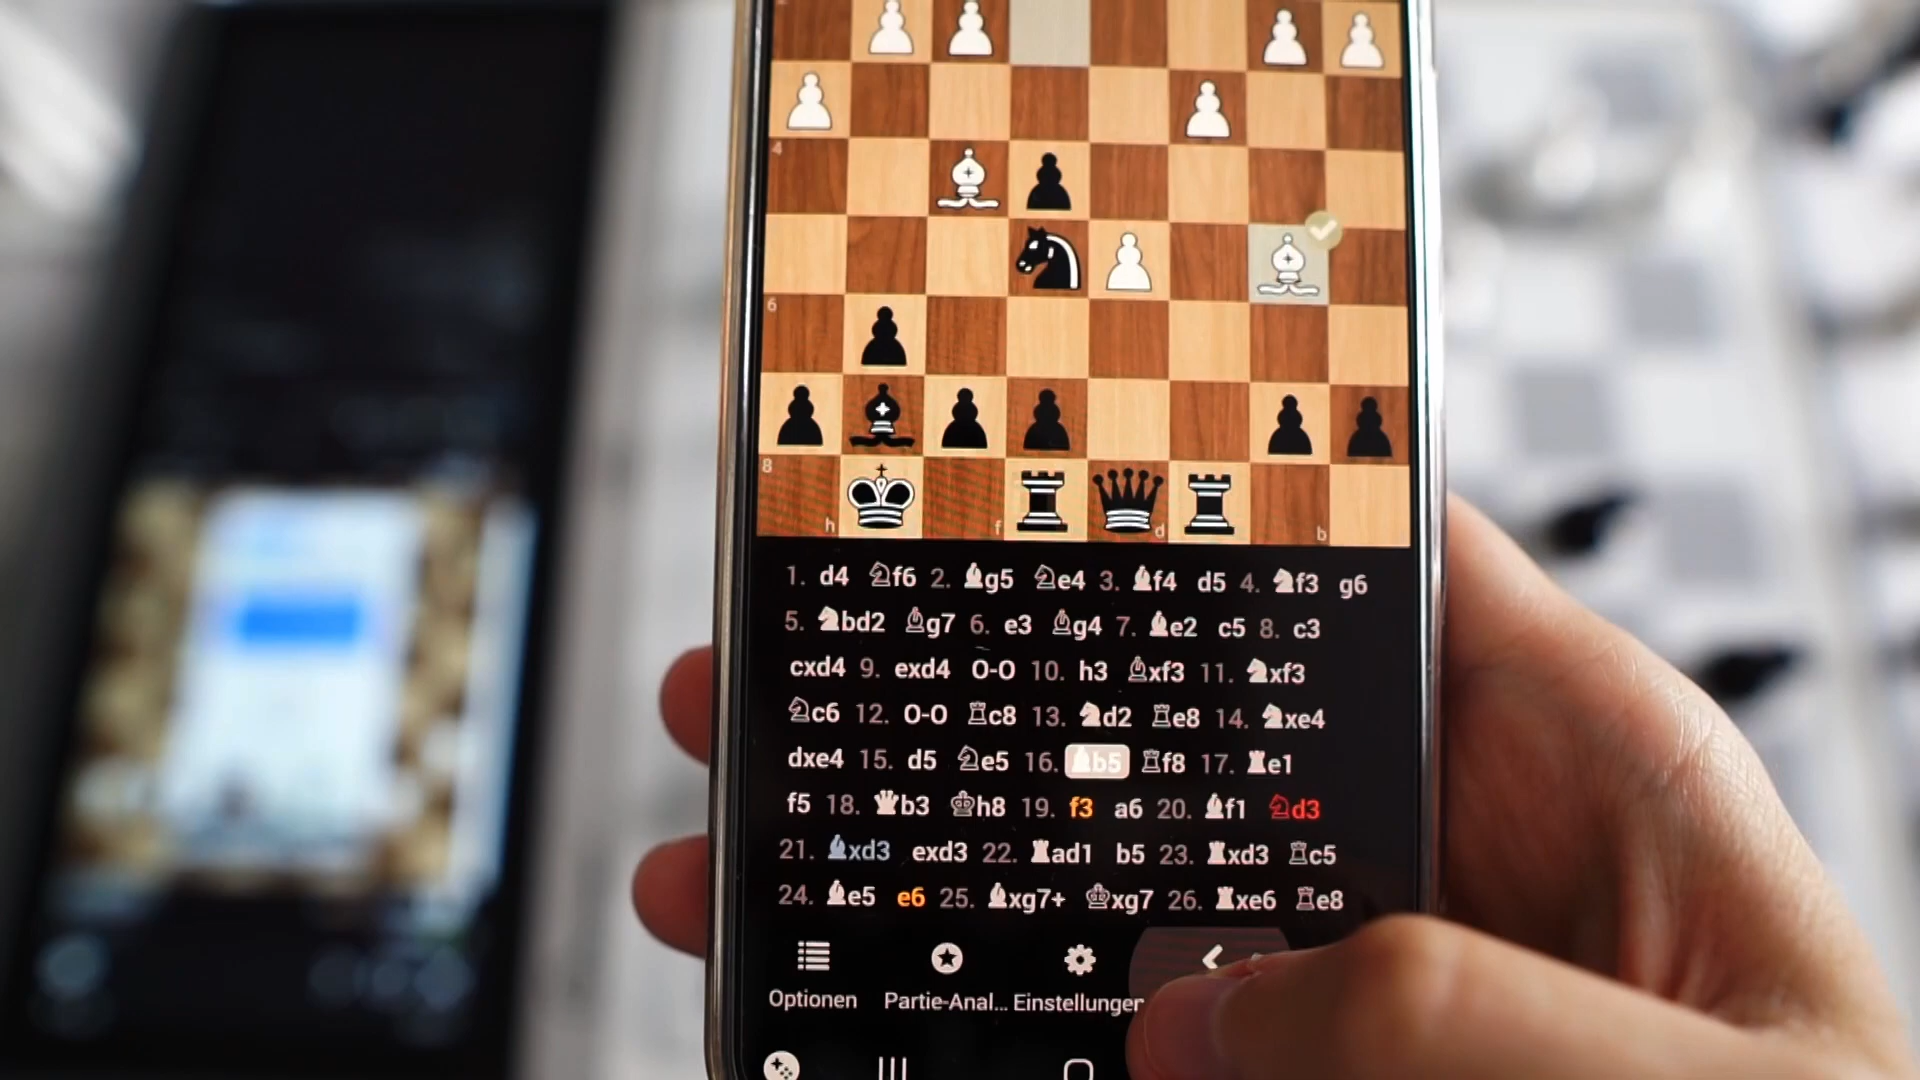 4
6
8
h
f
d
b
1. d4 ♘f6 2. ♝g5 ♘e4 3. ♝f4 d5 4. ♞f3 g6
5. ♞bd2 ♗g7 6. e3 ♗g4 7. ♝e2 c5 8. c3
cxd4 9. exd4 O-O 10. h3 ♗xf3 11. ♞xf3
♘c6 12. O-O ♖c8 13. ♞d2 ♖e8 14. ♞xe4
dxe4 15. d5 ♘e5 16. ♝b5 ♖f8 17. ♜e1
f5 18. ♛b3 ♔h8 19. f3 a6 20. ♝f1 ♘d3
21. ♝xd3 exd3 22. ♜ad1 b5 23. ♜xd3 ♖c5
24. ♝e5 e6 25. ♝xg7+ ♔xg7 26. ♜xe6 ♖e8
Optionen
Partie-Anal...
Einstellungen